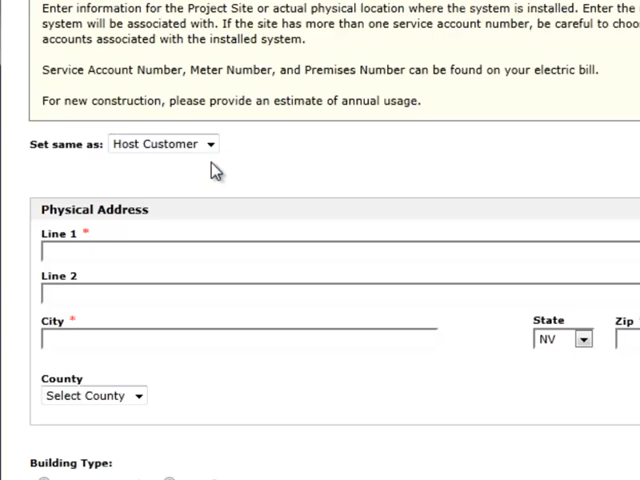 Enter information for the Project Site or actual physical location where the system is installed. Enter the
system will be associated with. If the site has more than one service account number, be careful to choo
accounts associated with the installed system.
Service Account Number, Meter Number, and Premises Number can be found on your electric bill.
For new construction, please provide an estimate of annual usage.
Set same as: Host Customer
Physical Address
Line 1 *
Line 2
City * State Zip *
NV
County
Select County
Building Type: